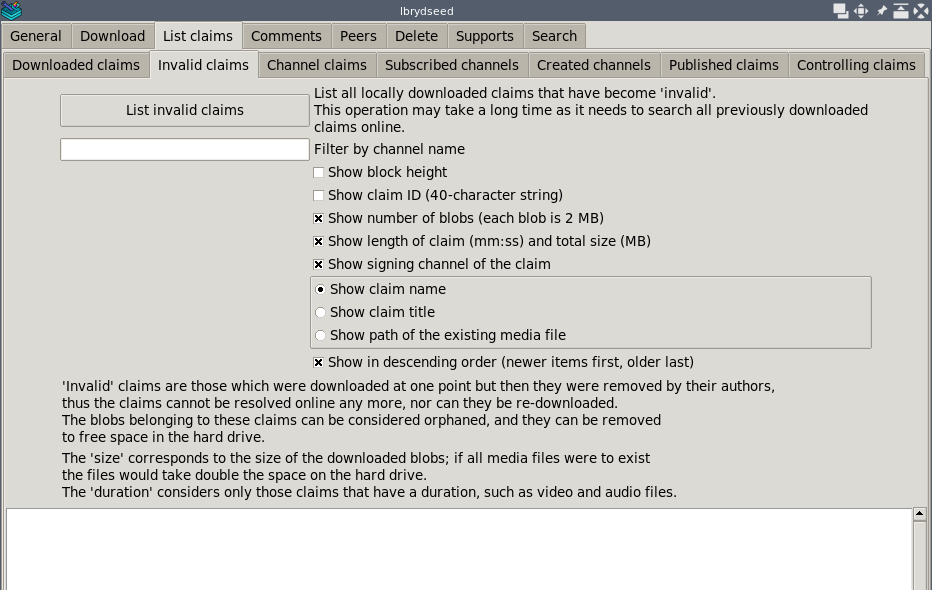 lbrydseed
General Download List claims Comments Peers Delete Supports Search
Downloaded claims Invalid claims Channel claims Subscribed channels Created channels Published claims Controlling claims
List invalid claims
List all locally downloaded claims that have become 'invalid'.
This operation may take a long time as it needs to search all previously downloaded
claims online.
Filter by channel name
Show block height
Show claim ID (40-character string)
Show number of blobs (each blob is 2 MB)
Show length of claim (mm:ss) and total size (MB)
Show signing channel of the claim
Show claim name
Show claim title
Show path of the existing media file
Show in descending order (newer items first, older last)
'Invalid' claims are those which were downloaded at one point but then they were removed by their authors,
thus the claims cannot be resolved online any more, nor can they be re-downloaded.
The blobs belonging to these claims can be considered orphaned, and they can be removed
to free space in the hard drive.
The 'size' corresponds to the size of the downloaded blobs; if all media files were to exist
the files would take double the space on the hard drive.
The 'duration' considers only those claims that have a duration, such as video and audio files.